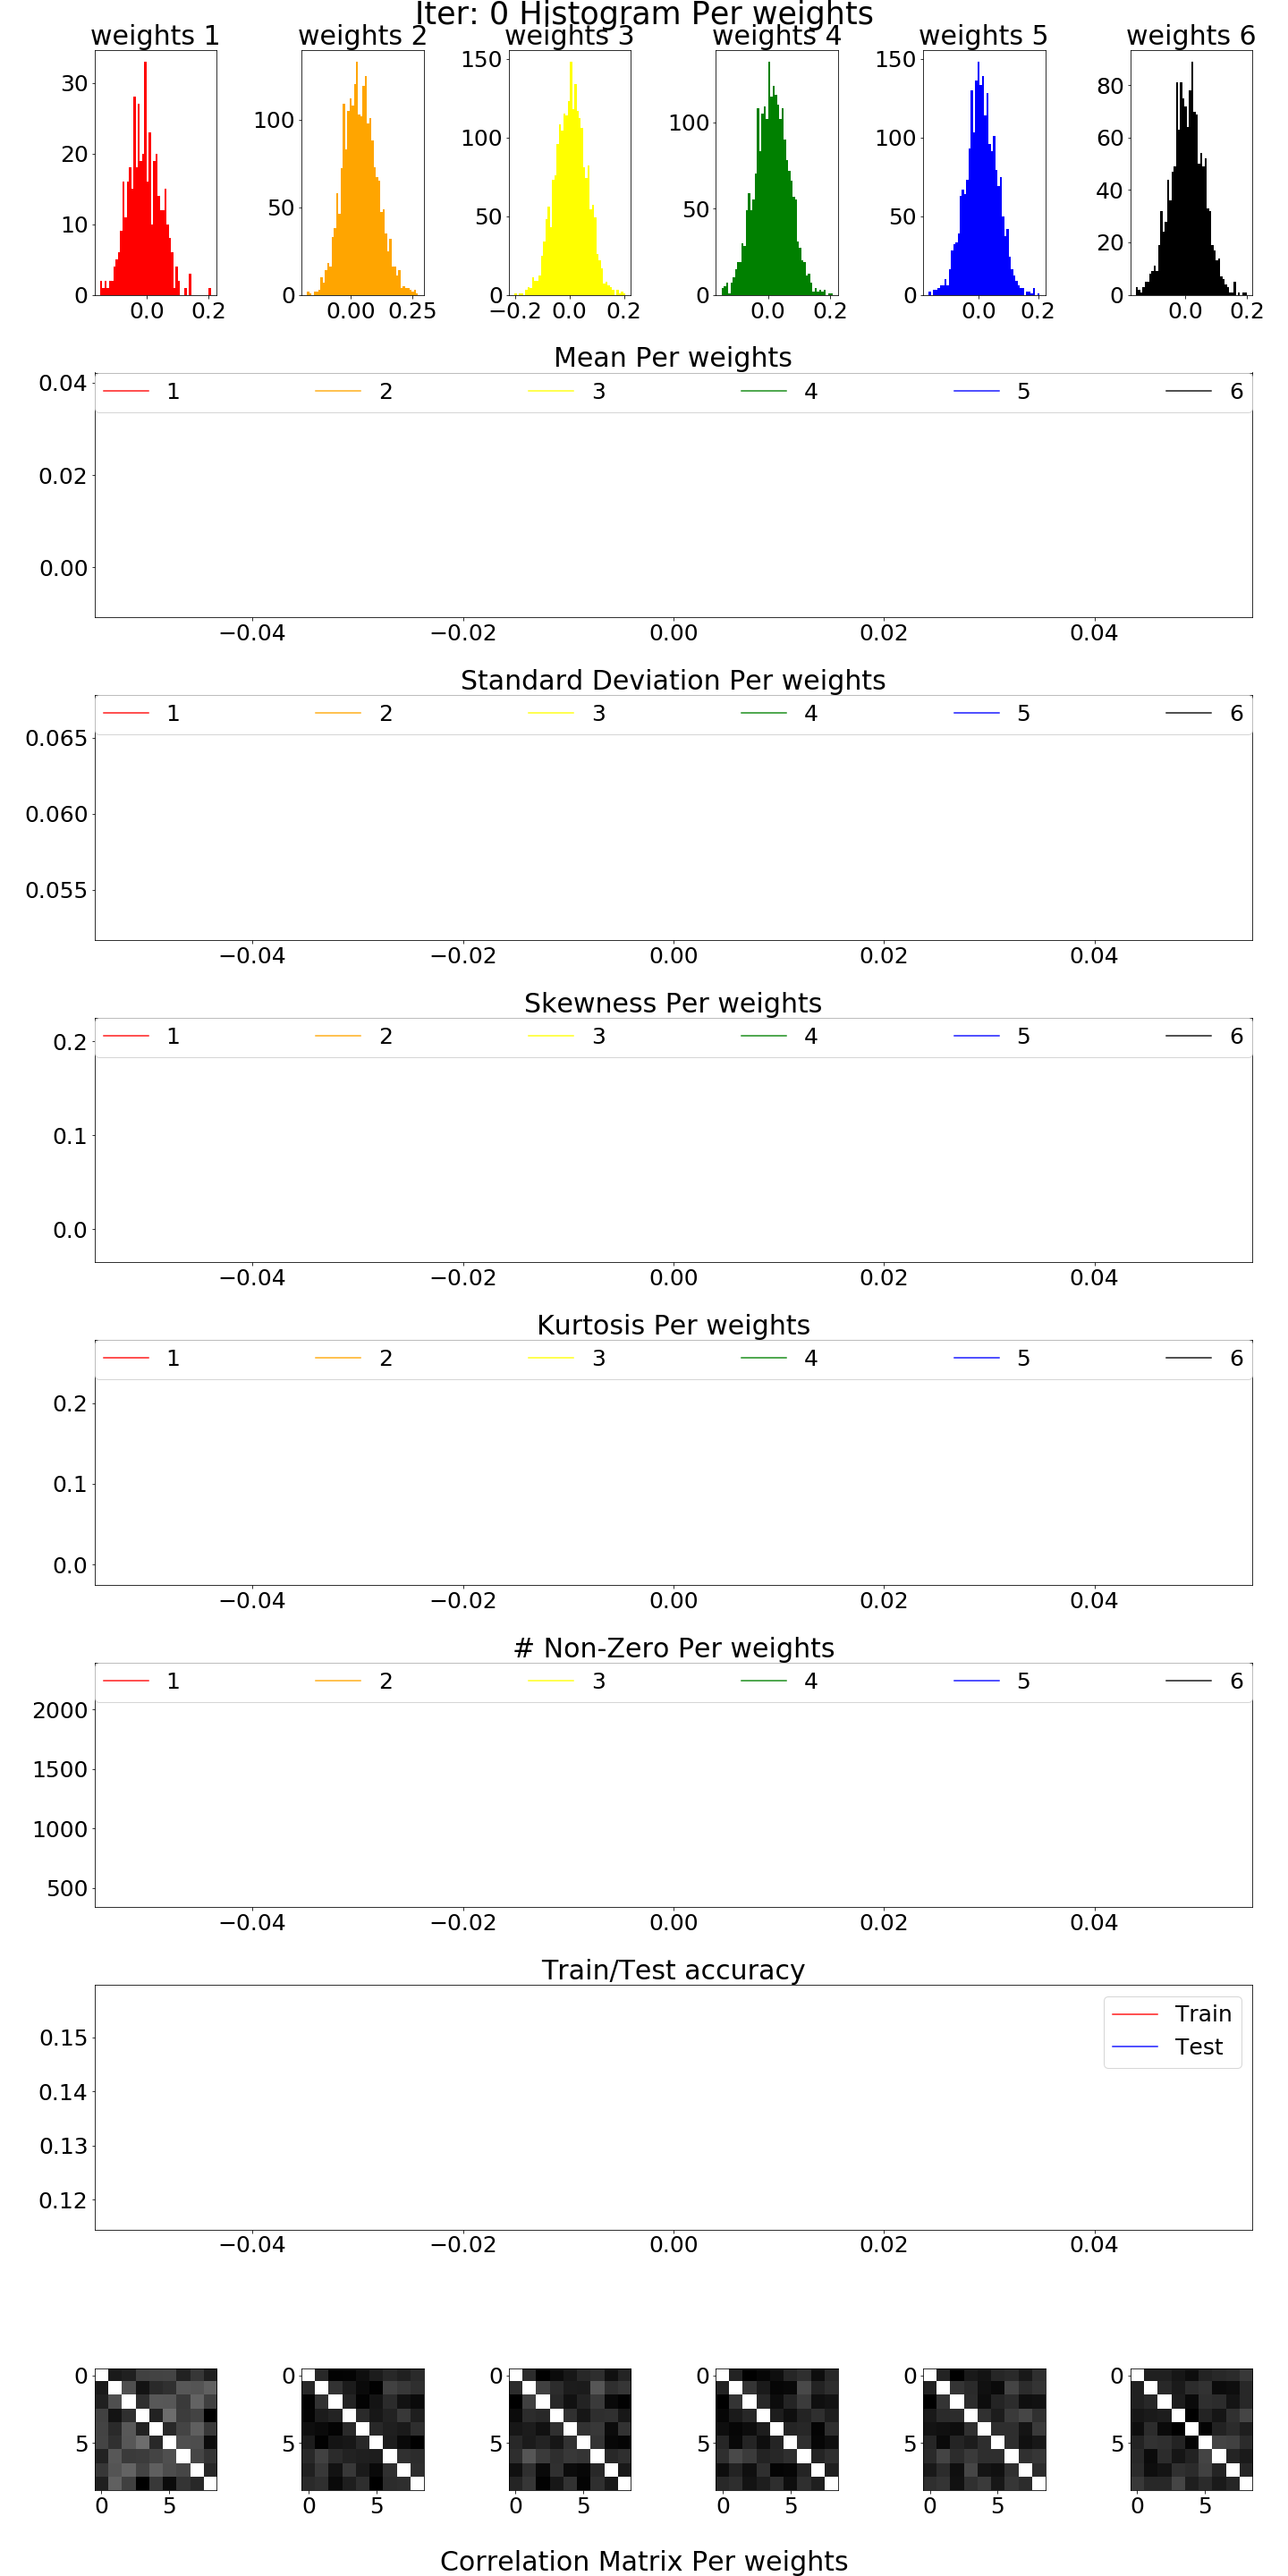 Iter: 0 Histogram Per weights
weights 1 weights 2 weights 3 weights 4 weights 5 weights 6
30
20
10
0
0.0 0.2
100
50
0
0.00 0.25
150
100
50
0
−0.2 0.0 0.2
100
50
0
0.0 0.2
150
100
50
0
0.0 0.2
80
60
40
20
0
0.0 0.2
Mean Per weights
1 2 3 4 5 6
0.04
0.02
0.00
−0.04 −0.02 0.00 0.02 0.04
Standard Deviation Per weights
1 2 3 4 5 6
0.065
0.060
0.055
−0.04 −0.02 0.00 0.02 0.04
Skewness Per weights
1 2 3 4 5 6
0.2
0.1
0.0
−0.04 −0.02 0.00 0.02 0.04
Kurtosis Per weights
1 2 3 4 5 6
0.2
0.1
0.0
−0.04 −0.02 0.00 0.02 0.04
# Non-Zero Per weights
1 2 3 4 5 6
2000
1500
1000
500
−0.04 −0.02 0.00 0.02 0.04
Train/Test accuracy
Train
Test
0.15
0.14
0.13
0.12
−0.04 −0.02 0.00 0.02 0.04
0 0 0 0 0 0
5 5 5 5 5 5
0 5 0 5 0 5 0 5 0 5 0 5
Correlation Matrix Per weights